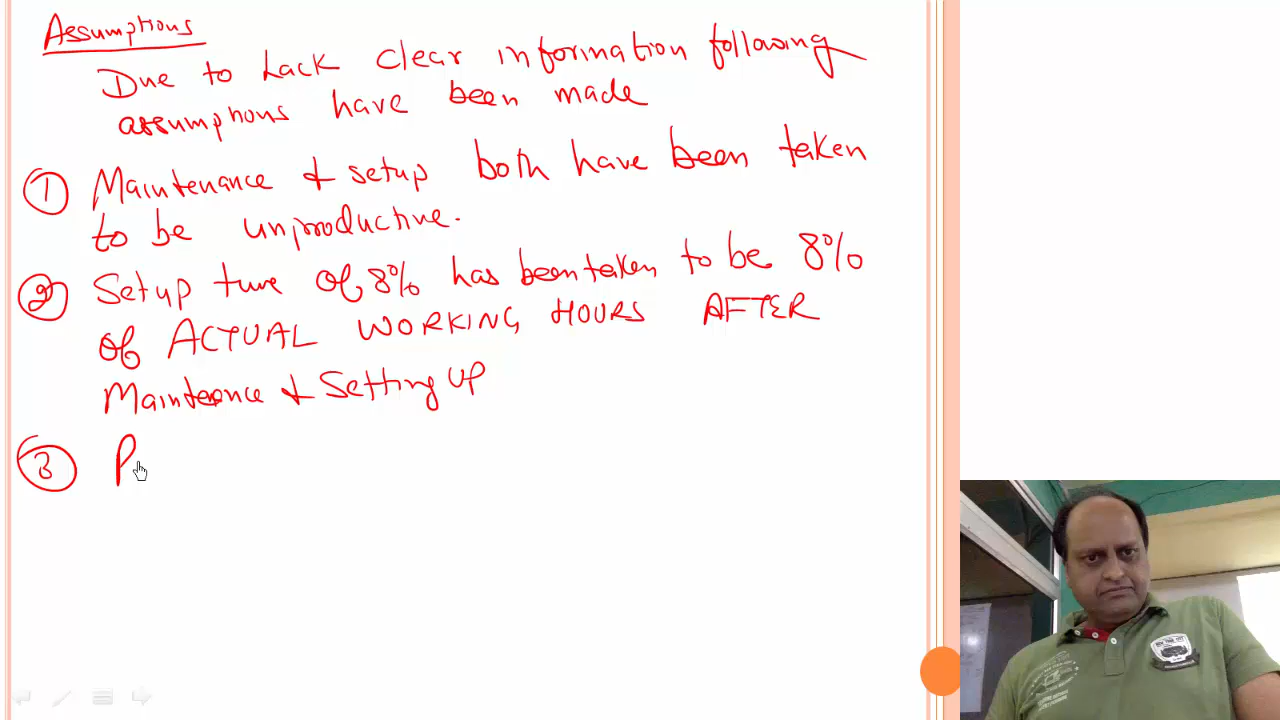 Assumptions
Due to Lack clear information following
assumptions have been made
① Maintenance & setup both have been taken
to be unproductive.
② Setup time of 8% has been taken to be 8%
of ACTUAL WORKING HOURS AFTER
Maintenance & Setting up
③ P